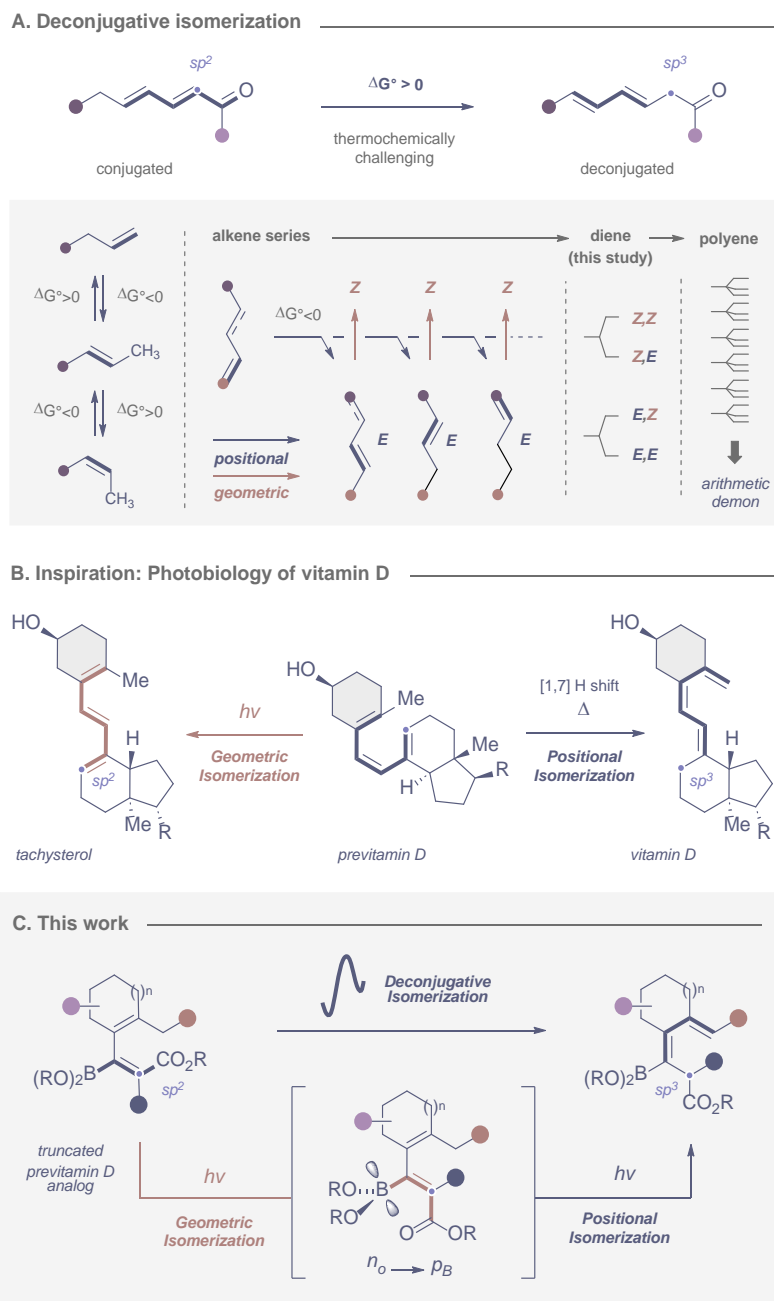 A. Deconjugative isomerization
sp²
O
conjugated
ΔG° > 0
thermochemically
challenging
sp³
O
deconjugated
ΔG°>0
ΔG°<0
CH₃
ΔG°<0
ΔG°>0
CH₃
alkene series
diene
(this study)
polyene
ΔG°<0
Z
Z
Z
E
E
E
positional
geometric
Z,Z
Z,E
E,Z
E,E
arithmetic
demon
B. Inspiration: Photobiology of vitamin D
HO
Me
H
sp²
Me
R
tachysterol
hν
Geometric
Isomerization
HO
Me
Me
H
R
previtamin D
[1,7] H shift
Δ
Positional
Isomerization
HO
H
sp³
Me
R
vitamin D
C. This work
( )n
(RO)₂B
CO₂R
sp²
truncated
previtamin D
analog
Deconjugative
Isomerization
( )n
(RO)₂B
sp³
CO₂R
hν
Geometric
Isomerization
( )n
RO
B
RO
O
OR
nₒ → p_B
hν
Positional
Isomerization